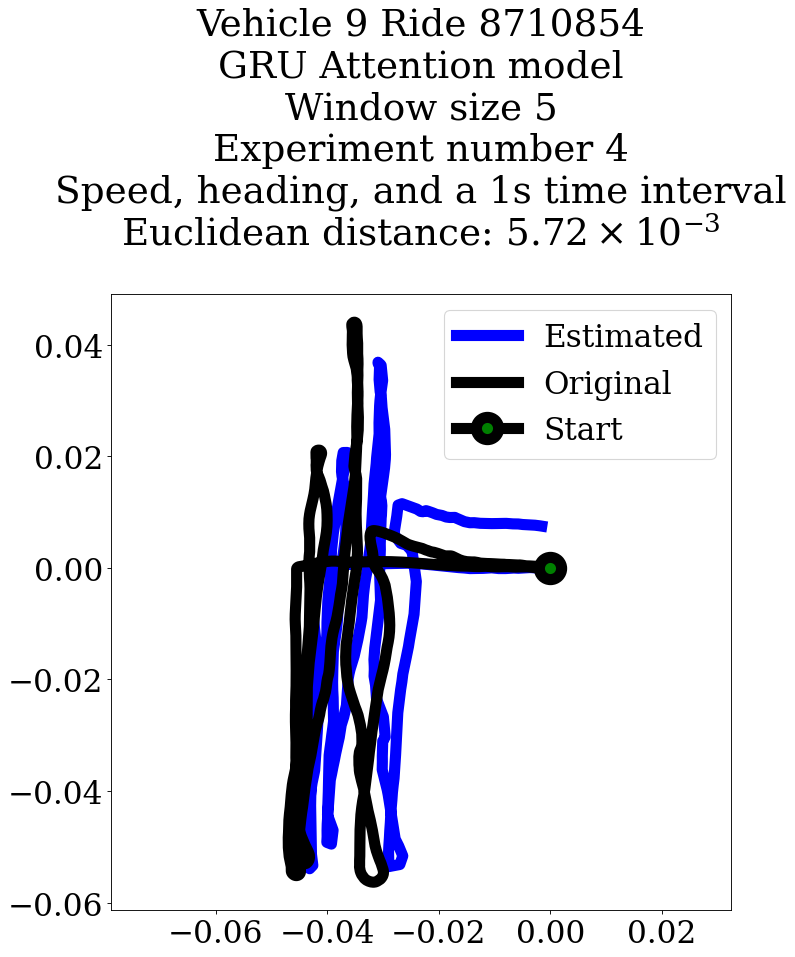 Vehicle 9 Ride 8710854
GRU Attention model
Window size 5
Experiment number 4
Speed, heading, and a 1s time interval
Euclidean distance: 5.72 × 10⁻³
Estimated
Original
Start
0.04
0.02
0.00
−0.02
−0.04
−0.06
−0.06 −0.04 −0.02 0.00 0.02